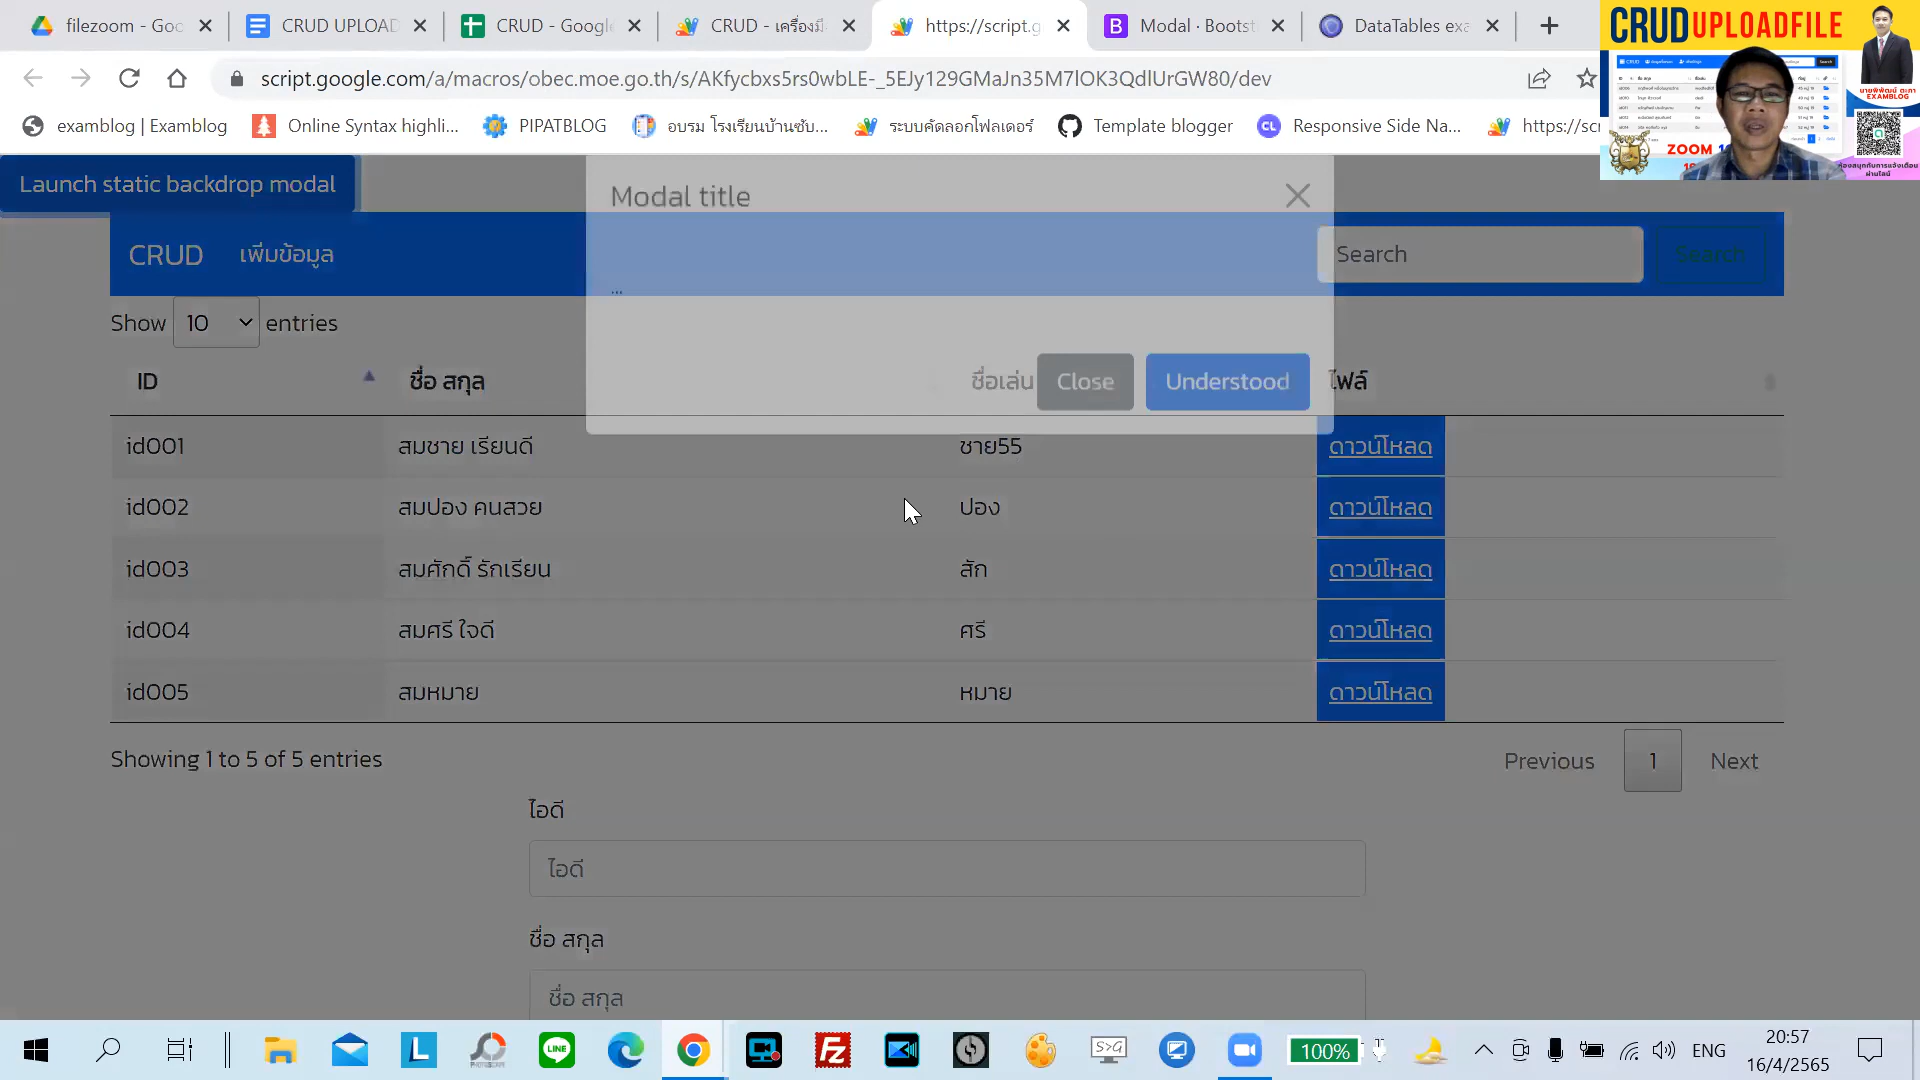 filezoom - Goo
CRUD UPLOAD
CRUD - Google
CRUD - เครื่องมื
https://script.g
Modal · Bootst
DataTables exa
script.google.com/a/macros/obec.moe.go.th/s/AKfycbxs5rs0wbLE-_5EJy129GMaJn35M7lOK3QdlUrGW80/dev
examblog | Examblog
Online Syntax highli...
PIPATBLOG
อบรม โรงเรียนบ้านซับ...
ระบบคัดลอกโฟลเดอร์
Template blogger
Responsive Side Na...
https://scr
CRUDUPLOADFILE
EXAMBLOG
ZOOM
Launch static backdrop modal
Modal title
CRUD
เพิ่มข้อมูล
Search
Search
...
Show 10 entries
ID
ชื่อ สกุล
ชื่อเล่น
ไฟล์
Close
Understood
id001 สมชาย เรียนดี ชาย55 ดาวน์โหลด
id002 สมปอง คนสวย ปอง ดาวน์โหลด
id003 สมศักดิ์ รักเรียน สัก ดาวน์โหลด
id004 สมศรี ใจดี ศรี ดาวน์โหลด
id005 สมหมาย หมาย ดาวน์โหลด
Showing 1 to 5 of 5 entries
Previous 1 Next
ไอดี
ไอดี
ชื่อ สกุล
ชื่อ สกุล
100%
ENG
20:57
16/4/2565